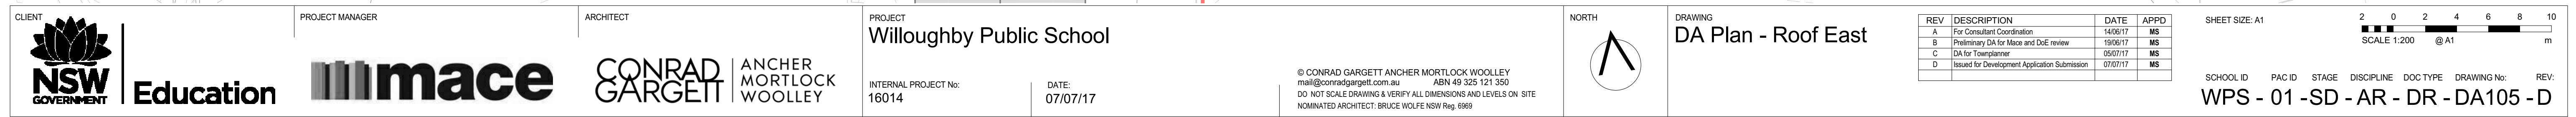 CLIENT
NSW
GOVERNMENT
Education
PROJECT MANAGER
mace
ARCHITECT
CONRAD
GARGETT
ANCHER
MORTLOCK
WOOLLEY
PROJECT
Willoughby Public School
INTERNAL PROJECT No:
16014
DATE:
07/07/17
© CONRAD GARGETT ANCHER MORTLOCK WOOLLEY
mail@conradgargett.com.au ABN 49 325 121 350
DO NOT SCALE DRAWING & VERIFY ALL DIMENSIONS AND LEVELS ON SITE
NOMINATED ARCHITECT: BRUCE WOLFE NSW Reg. 6969
NORTH
DRAWING
DA Plan - Roof East
REV DESCRIPTION DATE APPD
A For Consultant Coordination 14/06/17 MS
B Preliminary DA for Mace and DoE review 19/06/17 MS
C DA for Townplanner 05/07/17 MS
D Issued for Development Application Submission 07/07/17 MS
SHEET SIZE: A1
2 0 2 4 6 8 10
SCALE 1:200 @ A1 m
SCHOOL ID PAC ID STAGE DISCIPLINE DOC TYPE DRAWING No: REV:
WPS - 01 -SD - AR - DR - DA105 - D